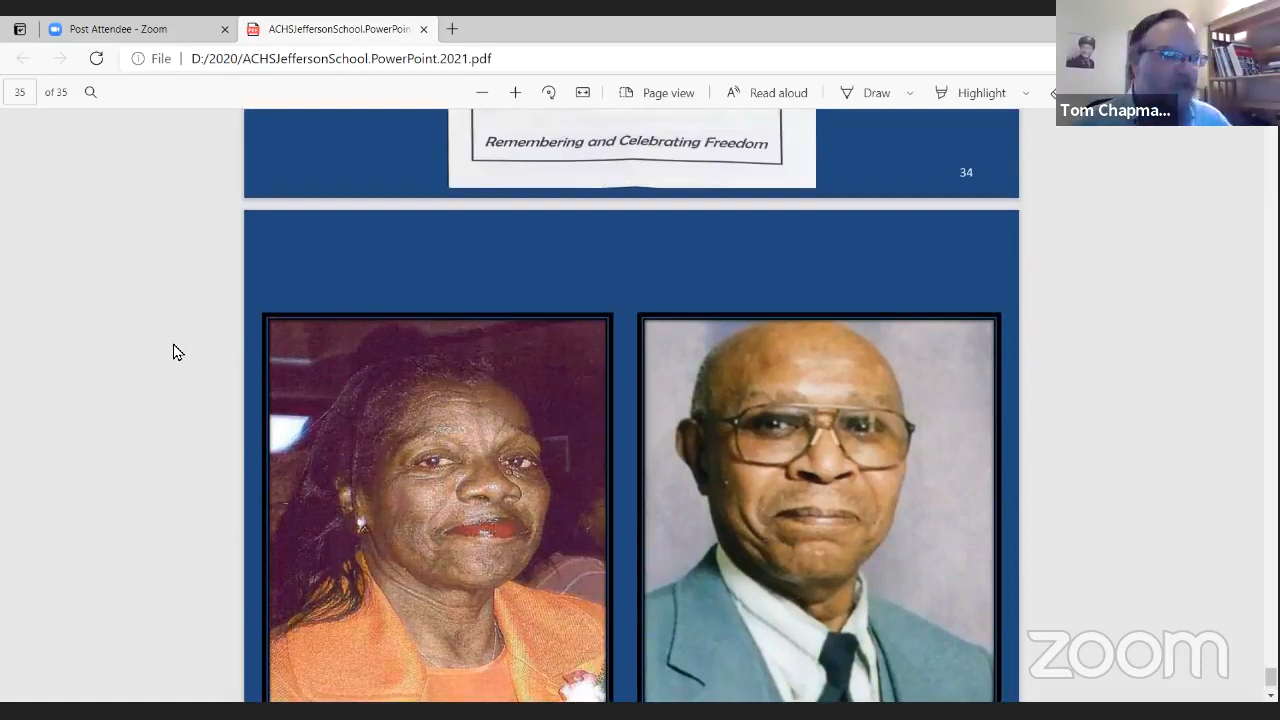 Post Attendee - Zoom
ACHSJeffersonSchool.PowerPoin
File
D:/2020/ACHSJeffersonSchool.PowerPoint.2021.pdf
35 of 35
Page view
Read aloud
Draw
Highlight
Tom Chapma...
Remembering and Celebrating Freedom
34
zoom